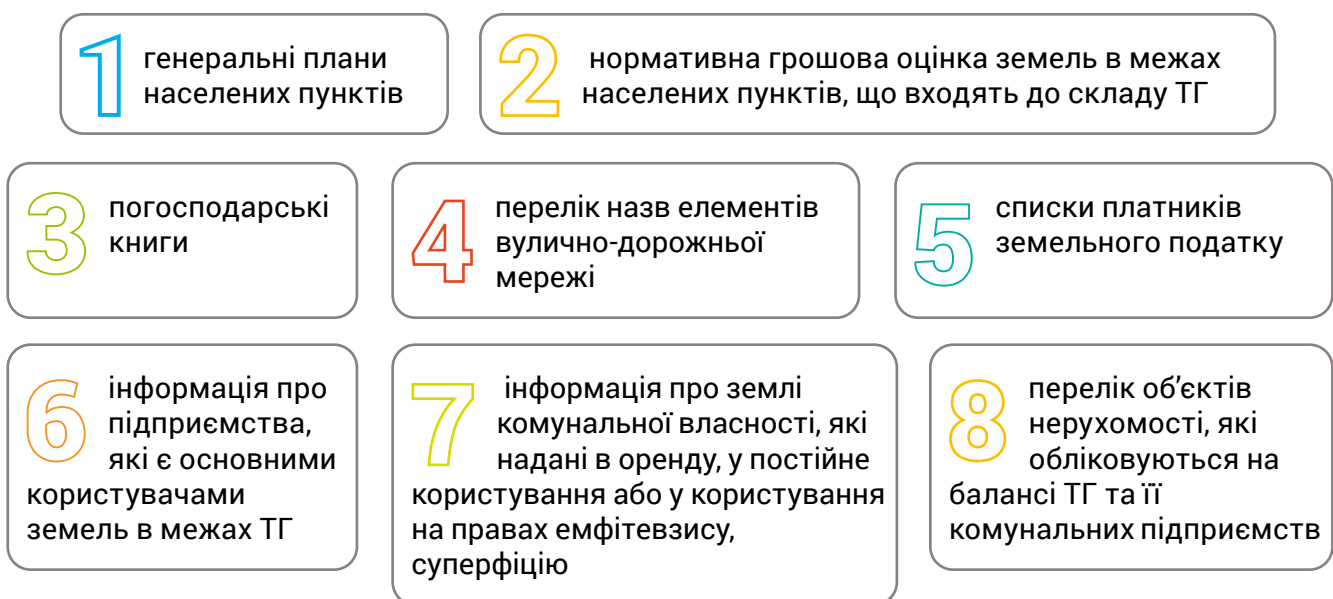 1 генеральні плани
населених пунктів
2 нормативна грошова оцінка земель в межах
населених пунктів, що входять до складу ТГ
3 погосподарські
книги
4 перелік назв елементів
вулично-дорожньої
мережі
5 списки платників
земельного податку
6 інформація про
підприємства,
які є основними
користувачами
земель в межах ТГ
7 інформація про землі
комунальної власності, які
надані в оренду, у постійне
користування або у користування
на правах емфітевзису,
суперфіцію
8 перелік об’єктів
нерухомості, які
обліковуються на
балансі ТГ та її
комунальних підприємств